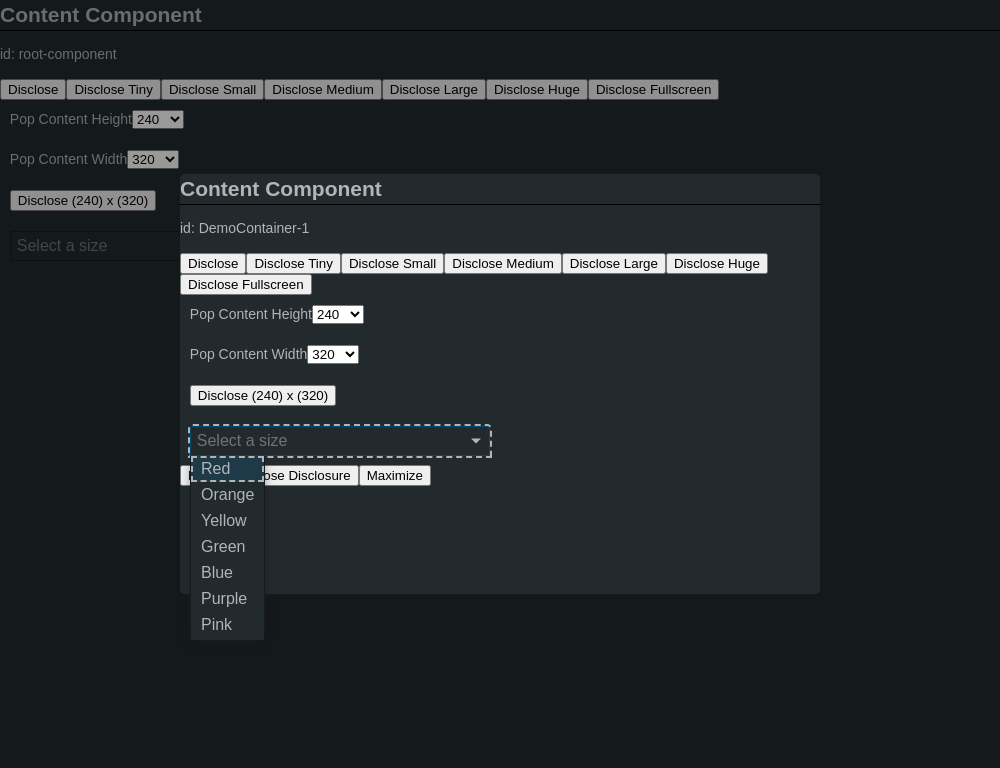 Content Component
id: root-component
Disclose Disclose Tiny Disclose Small Disclose Medium Disclose Large Disclose Huge Disclose Fullscreen
Pop Content Height 240
Pop Content Width 320
Disclose (240) x (320)
Select a size
Content Component
id: DemoContainer-1
Disclose Disclose Tiny Disclose Small Disclose Medium Disclose Large Disclose Huge
Disclose Fullscreen
Pop Content Height 240
Pop Content Width 320
Disclose (240) x (320)
Select a size
Disclosure Maximize
Red
Orange
Yellow
Green
Blue
Purple
Pink